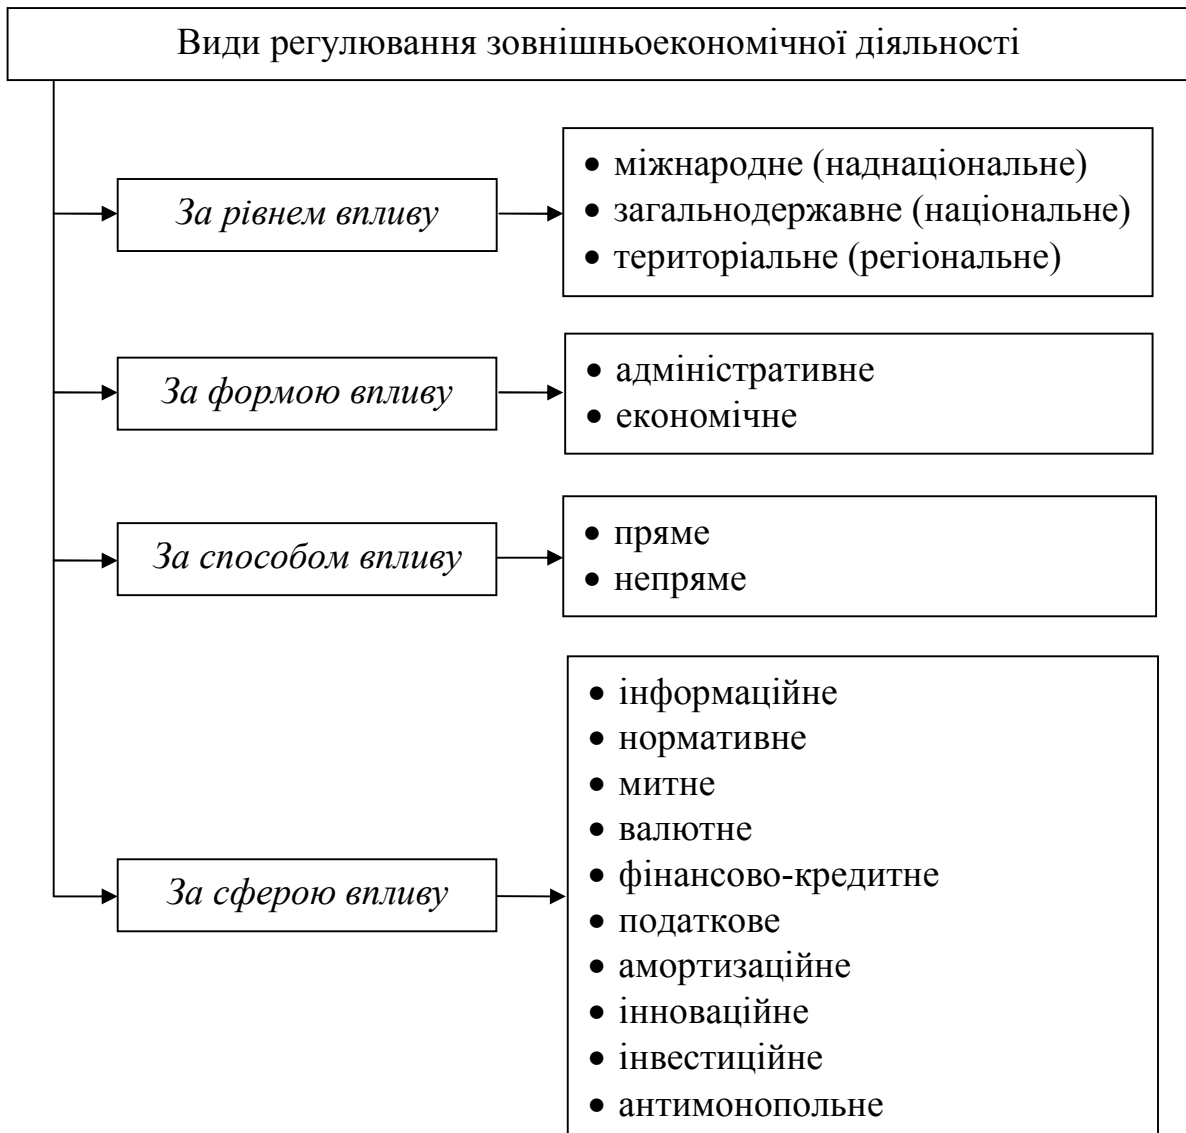 Види регулювання зовнішньоекономічної діяльності
За рівнем впливу
• міжнародне (наднаціональне)
• загальнодержавне (національне)
• територіальне (регіональне)
За формою впливу
• адміністративне
• економічне
За способом впливу
• пряме
• непряме
За сферою впливу
• інформаційне
• нормативне
• митне
• валютне
• фінансово-кредитне
• податкове
• амортизаційне
• інноваційне
• інвестиційне
• антимонопольне